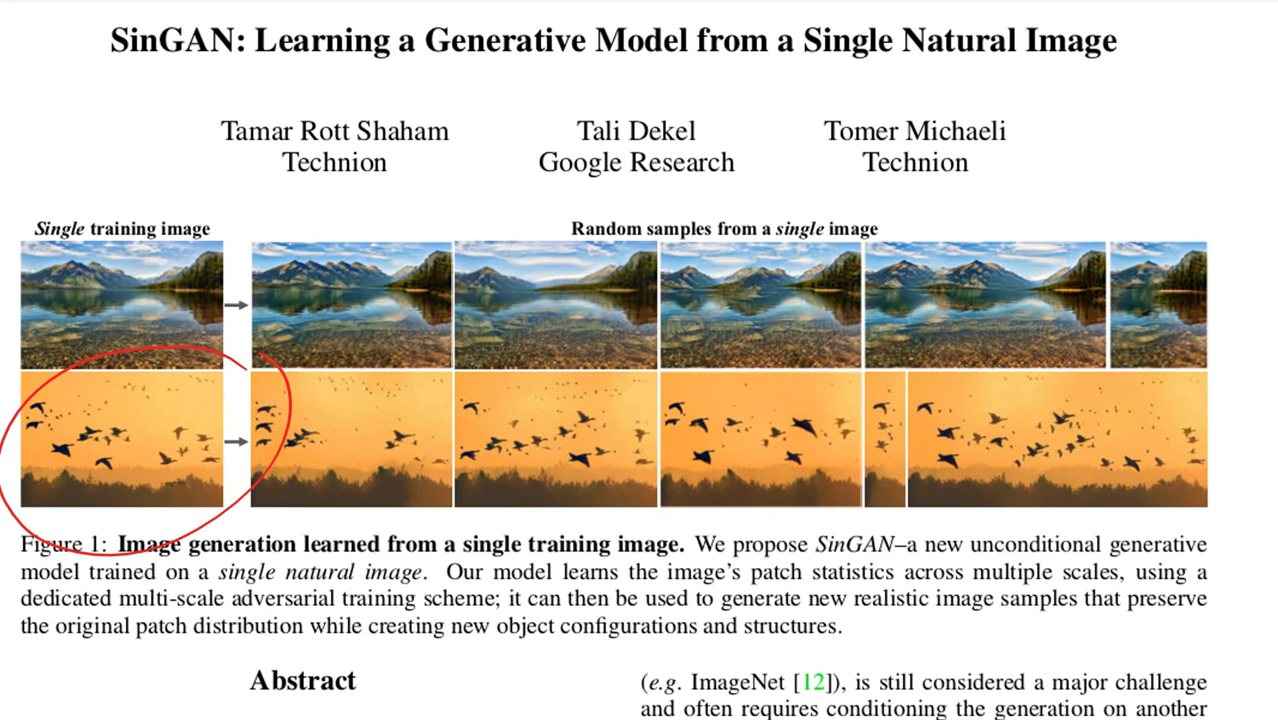 SinGAN: Learning a Generative Model from a Single Natural Image
Tamar Rott Shaham
Technion
Tali Dekel
Google Research
Tomer Michaeli
Technion
Single training image
Random samples from a single image
Figure 1: Image generation learned from a single training image. We propose SinGAN–a new unconditional generative
model trained on a single natural image. Our model learns the image's patch statistics across multiple scales, using a
dedicated multi-scale adversarial training scheme; it can then be used to generate new realistic image samples that preserve
the original patch distribution while creating new object configurations and structures.
Abstract
(e.g. ImageNet [12]), is still considered a major challenge
and often requires conditioning the generation on another